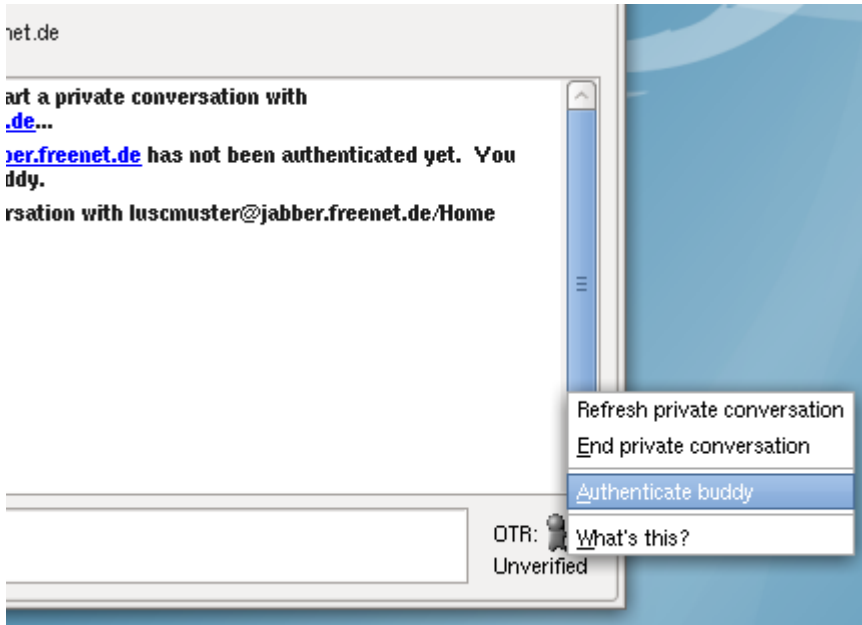 net.de
art a private conversation with
.de...
ber.freenet.de has not been authenticated yet. You
ddy.
rsation with luscmuster@jabber.freenet.de/Home
Refresh private conversation
End private conversation
Authenticate buddy
What's this?
OTR:
Unverified